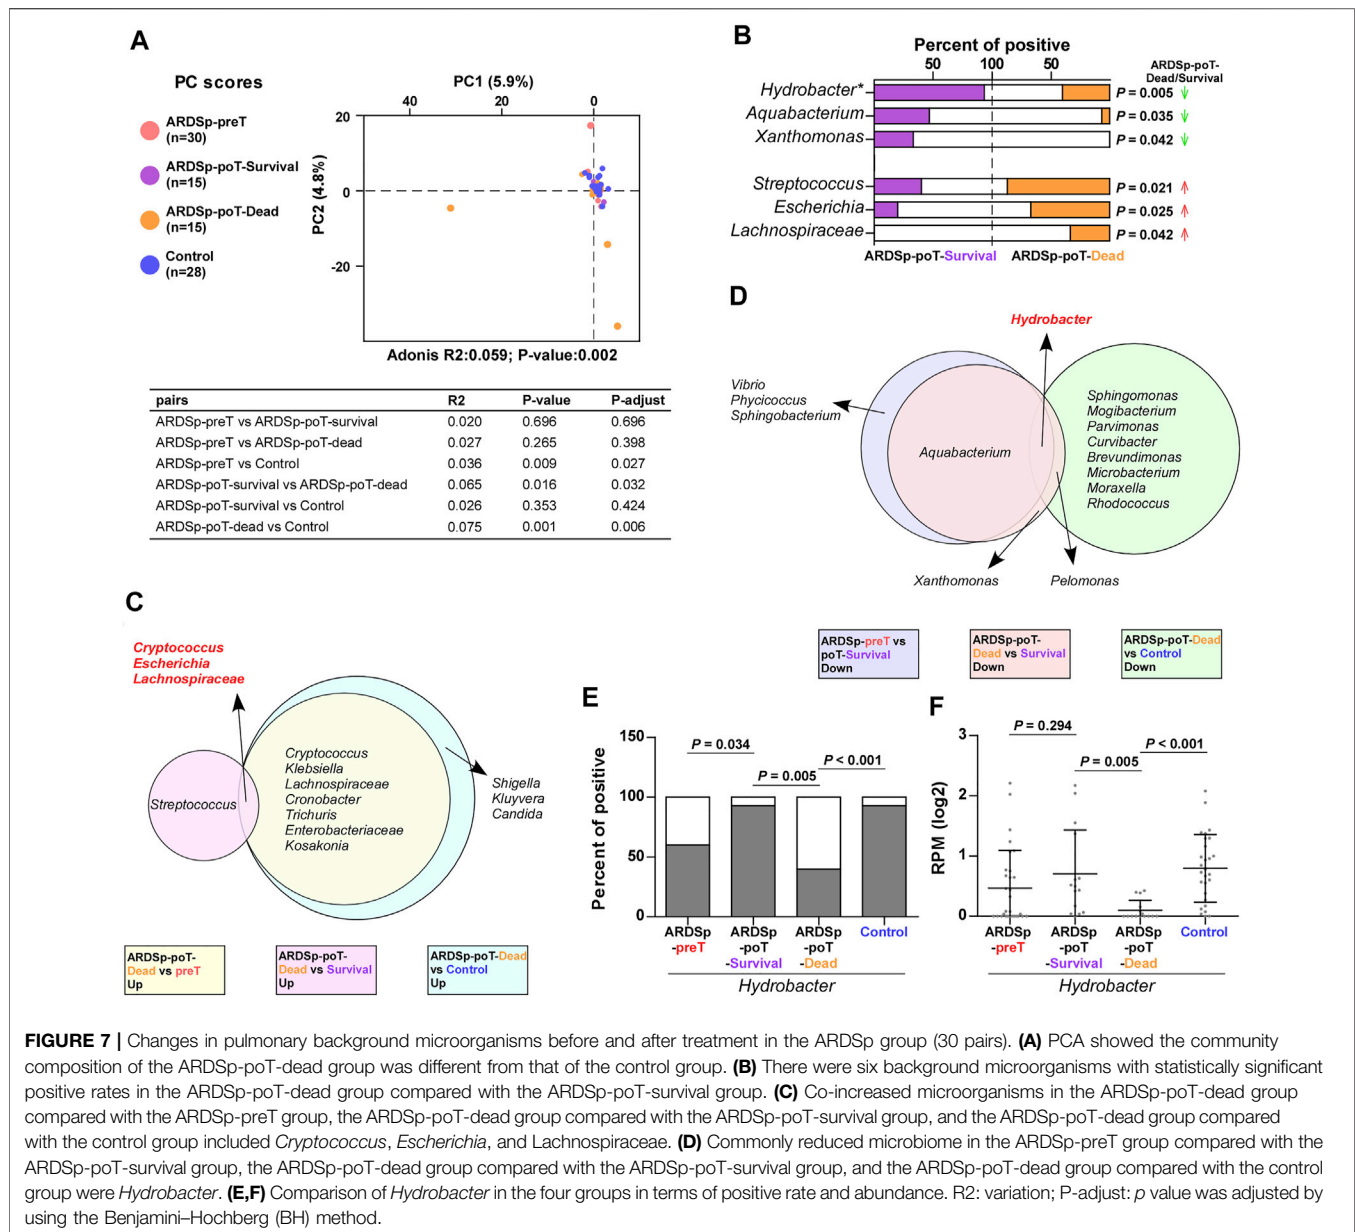 A
PC scores
ARDSp-preT
(n=30)
ARDSp-poT-Survival
(n=15)
ARDSp-poT-Dead
(n=15)
Control
(n=28)
PC1 (5.9%)
40 20 0
20
0
-20
PC2 (4.8%)
Adonis R2:0.059; P-value:0.002
pairs R2 P-value P-adjust
ARDSp-preT vs ARDSp-poT-survival 0.020 0.696 0.696
ARDSp-preT vs ARDSp-poT-dead 0.027 0.265 0.398
ARDSp-preT vs Control 0.036 0.009 0.027
ARDSp-poT-survival vs ARDSp-poT-dead 0.065 0.016 0.032
ARDSp-poT-survival vs Control 0.026 0.353 0.424
ARDSp-poT-dead vs Control 0.075 0.001 0.006
B
Percent of positive
50 100 50
ARDSp-poT-
Dead/Survival
Hydrobacter* P = 0.005
Aquabacterium P = 0.035
Xanthomonas P = 0.042
Streptococcus P = 0.021
Escherichia P = 0.025
Lachnospiraceae P = 0.042
ARDSp-poT-Survival ARDSp-poT-Dead
D
Hydrobacter
Vibrio
Phycicoccus
Sphingobacterium
Aquabacterium
Sphingomonas
Mogibacterium
Parvimonas
Curvibacter
Brevundimonas
Microbacterium
Moraxella
Rhodococcus
Xanthomonas
Pelomonas
ARDSp-preT vs
poT-Survival
Down
ARDSp-poT-
Dead vs Survival
Down
ARDSp-poT-Dead
vs Control
Down
C
Cryptococcus
Escherichia
Lachnospiraceae
Streptococcus
Cryptococcus
Klebsiella
Lachnospiraceae
Cronobacter
Trichuris
Enterobacteriaceae
Kosakonia
Shigella
Kluyvera
Candida
ARDSp-poT-
Dead vs preT
Up
ARDSp-poT-
Dead vs Survival
Up
ARDSp-poT-Dead
vs Control
Up
E
Percent of positive
150
100
50
0
P = 0.034
P = 0.005
P < 0.001
ARDSp
-preT
ARDSp
-poT
-Survival
ARDSp
-poT
-Dead
Control
Hydrobacter
F
RPM (log2)
3
2
1
0
P = 0.294
P = 0.005
P < 0.001
ARDSp
-preT
ARDSp
-poT
-Survival
ARDSp
-poT
-Dead
Control
Hydrobacter
FIGURE 7 | Changes in pulmonary background microorganisms before and after treatment in the ARDSp group (30 pairs). (A) PCA showed the community
composition of the ARDSp-poT-dead group was different from that of the control group. (B) There were six background microorganisms with statistically significant
positive rates in the ARDSp-poT-dead group compared with the ARDSp-poT-survival group. (C) Co-increased microorganisms in the ARDSp-poT-dead group
compared with the ARDSp-preT group, the ARDSp-poT-dead group compared with the ARDSp-poT-survival group, and the ARDSp-poT-dead group compared
with the control group included Cryptococcus, Escherichia, and Lachnospiraceae. (D) Commonly reduced microbiome in the ARDSp-preT group compared with the
ARDSp-poT-survival group, the ARDSp-poT-dead group compared with the ARDSp-poT-survival group, and the ARDSp-poT-dead group compared with the control
group were Hydrobacter. (E,F) Comparison of Hydrobacter in the four groups in terms of positive rate and abundance. R2: variation; P-adjust: p value was adjusted by
using the Benjamini–Hochberg (BH) method.